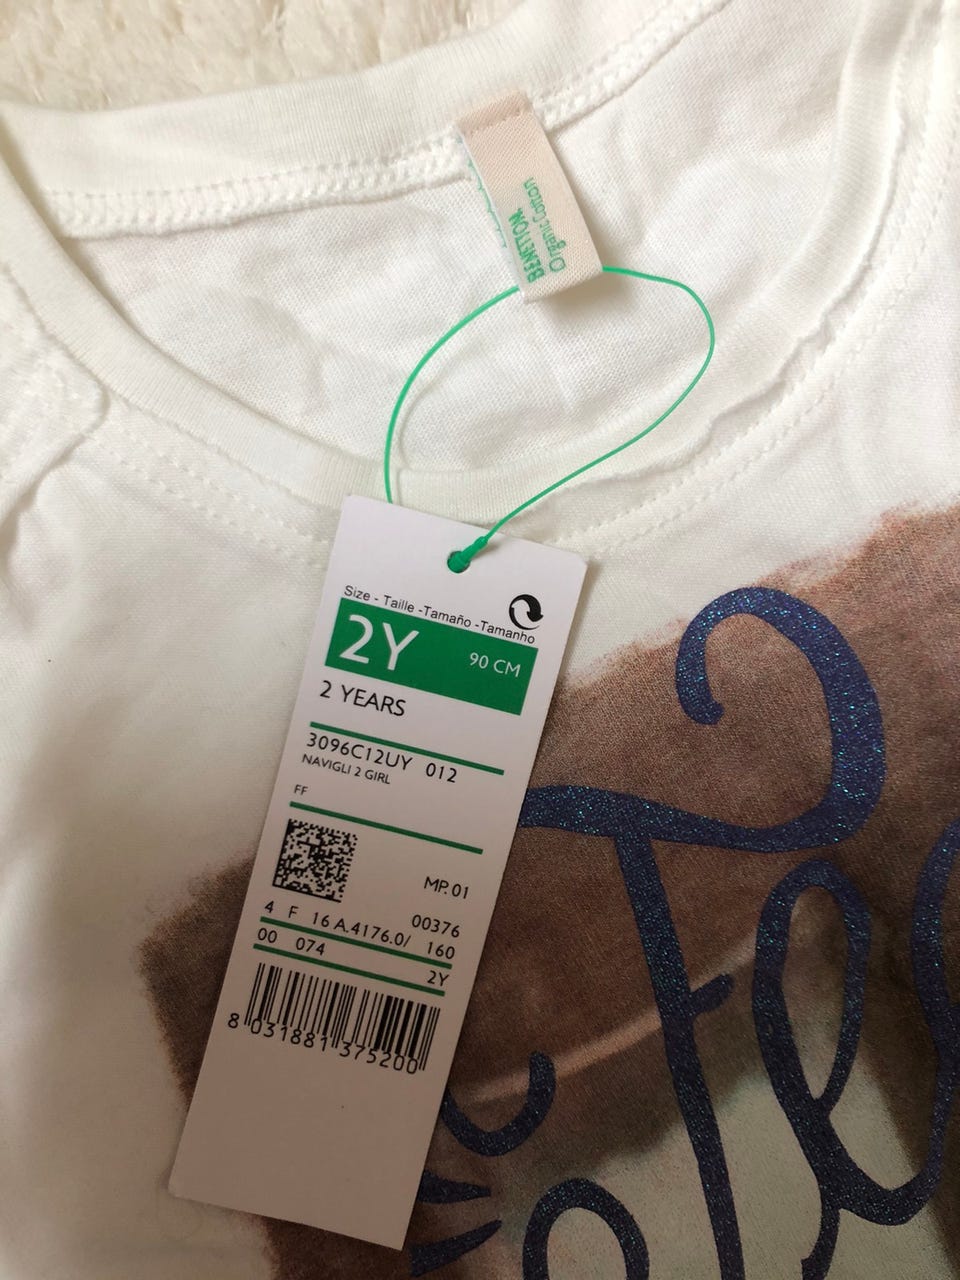 BENETTON.
Organic Cotton
Size - Taille -Tamaño -Tamanho
2Y 90 CM
2 YEARS
3096C12UY 012
NAVIGLI 2 GIRL
FF
MP.01
00376
4 F 16 A.4176.0/ 160
00 074
2Y
8 031881 375200